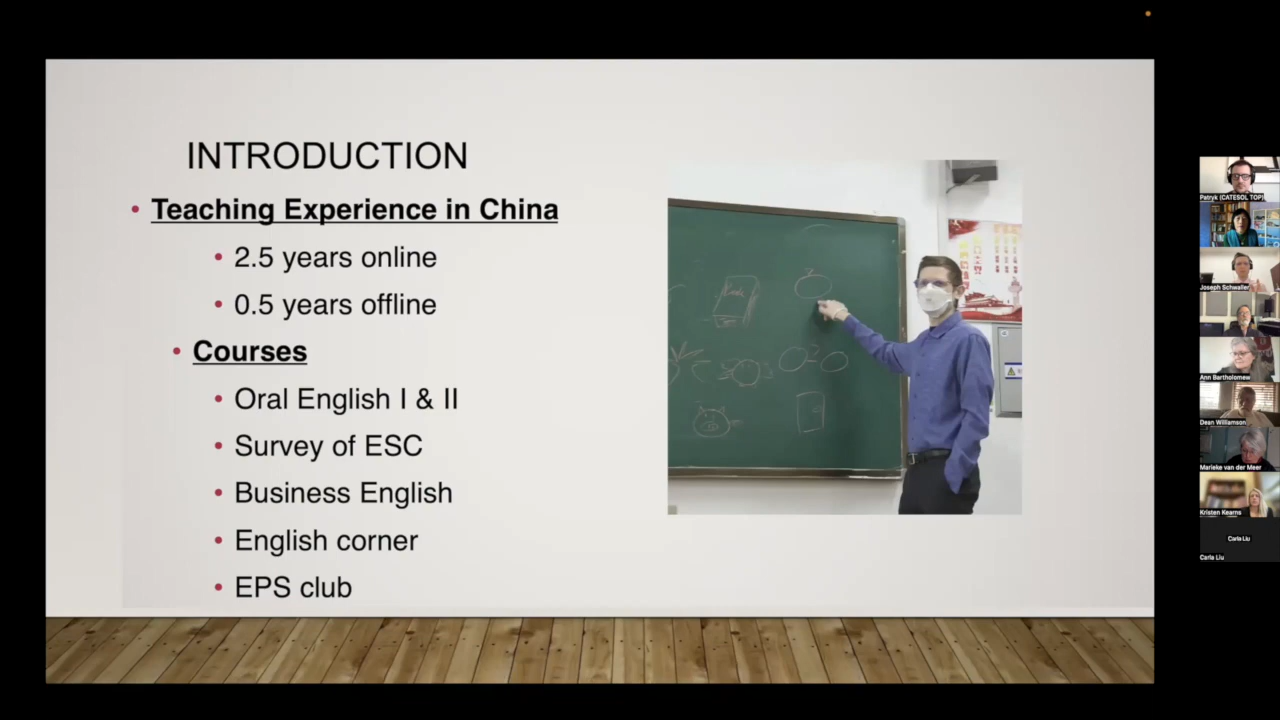 INTRODUCTION
Teaching Experience in China
2.5 years online
0.5 years offline
Courses
Oral English I & II
Survey of ESC
Business English
English corner
EPS club
Patryk (CATESOL TOP)
Joseph Schwaller
Ann Bartholomew
Dean Williamson
Marieke van der Meer
Kristen Kearns
Carla Liu
Carla Liu